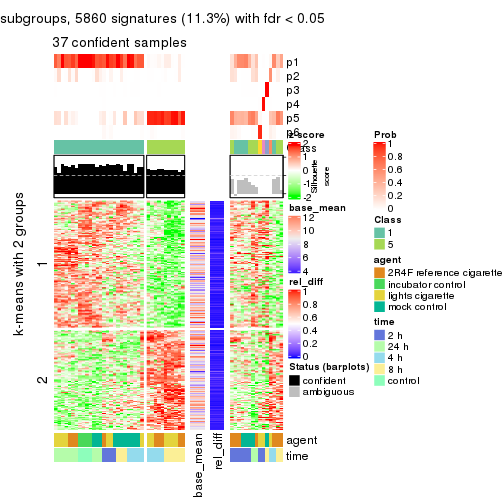 subgroups, 5860 signatures (11.3%) with fdr < 0.05
37 confident samples
p1
p2
p3
p4
p5
p6
Class
z-score
2
1
0
-1
-2
Silhouette
score
base_mean
12
10
8
6
4
rel_diff
1
0.8
0.6
0.4
0.2
0
Status (barplots)
confident
ambiguous
Prob
1
0.8
0.6
0.4
0.2
0
Class
1
5
agent
2R4F reference cigarette
incubator control
lights cigarette
mock control
time
2 h
24 h
4 h
8 h
control
k-means with 2 groups
1
2
agent
time
base_mean
rel_diff